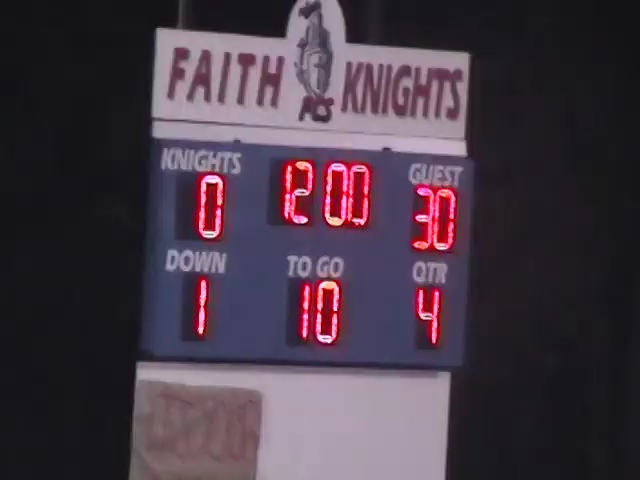 FAITH KNIGHTS
FCS
KNIGHTS GUEST
0 12 00 30
DOWN TO GO QTR
1 10 4